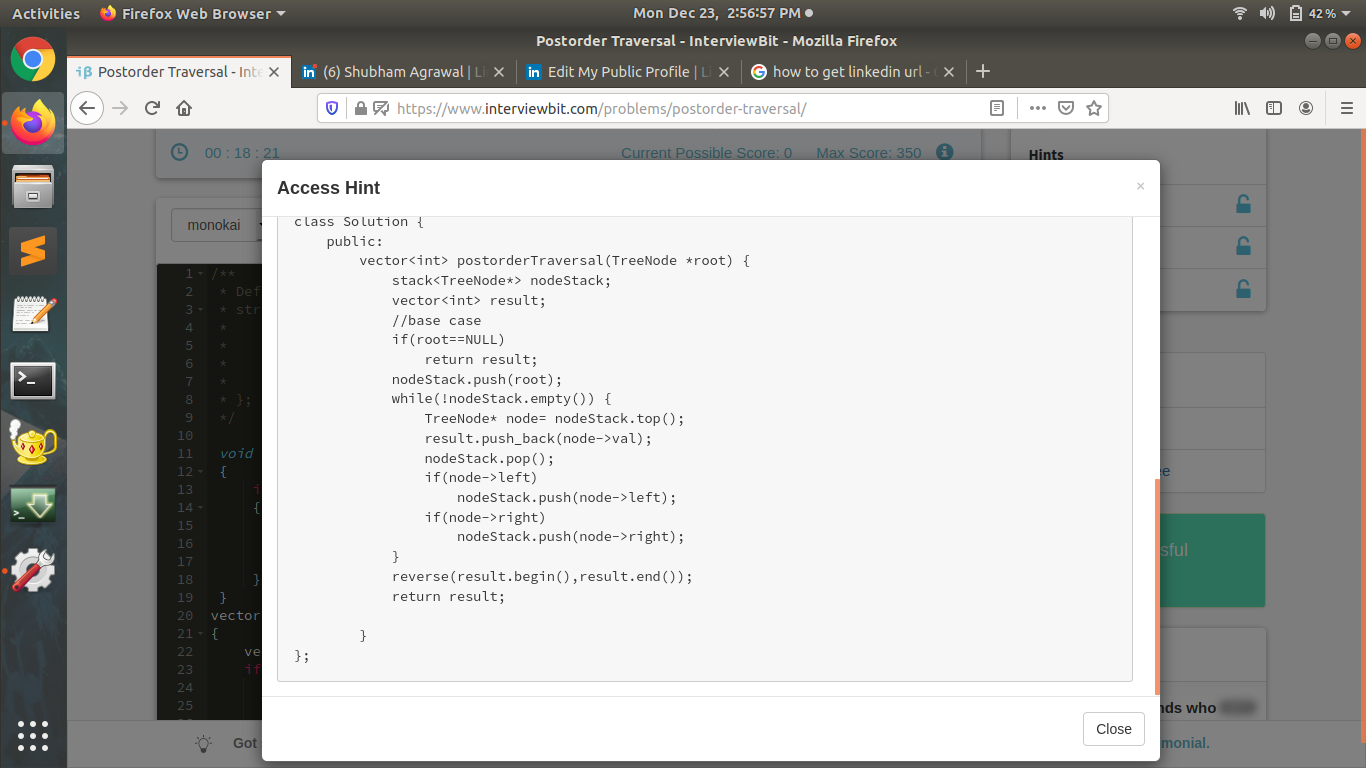 Activities Firefox Web Browser Mon Dec 23, 2:56:57 PM 42%
Postorder Traversal - InterviewBit - Mozilla Firefox
Postorder Traversal - Inte (6) Shubham Agrawal | Li Edit My Public Profile | Li how to get linkedin url -
https://www.interviewbit.com/problems/postorder-traversal/
00 : 18 : 21 Current Possible Score: 0 Max Score: 350
Hints
Access Hint ×
monokai
class Solution {
public:
vector<int> postorderTraversal(TreeNode *root) {
stack<TreeNode*> nodeStack;
vector<int> result;
//base case
if(root==NULL)
return result;
nodeStack.push(root);
while(!nodeStack.empty()) {
TreeNode* node= nodeStack.top();
result.push_back(node->val);
nodeStack.pop();
if(node->left)
nodeStack.push(node->left);
if(node->right)
nodeStack.push(node->right);
}
reverse(result.begin(),result.end());
return result;
}
};
1 /**
2 * Def
3 * str
4 *
5 *
6 *
7 *
8 * };
9 */
10
11 void
12 {
13 i
14 {
15
16
17
18 }
19 }
20 vector
21 {
22 ve
23 if
24
25
ee
sful
nds who
Got
monial.
Close